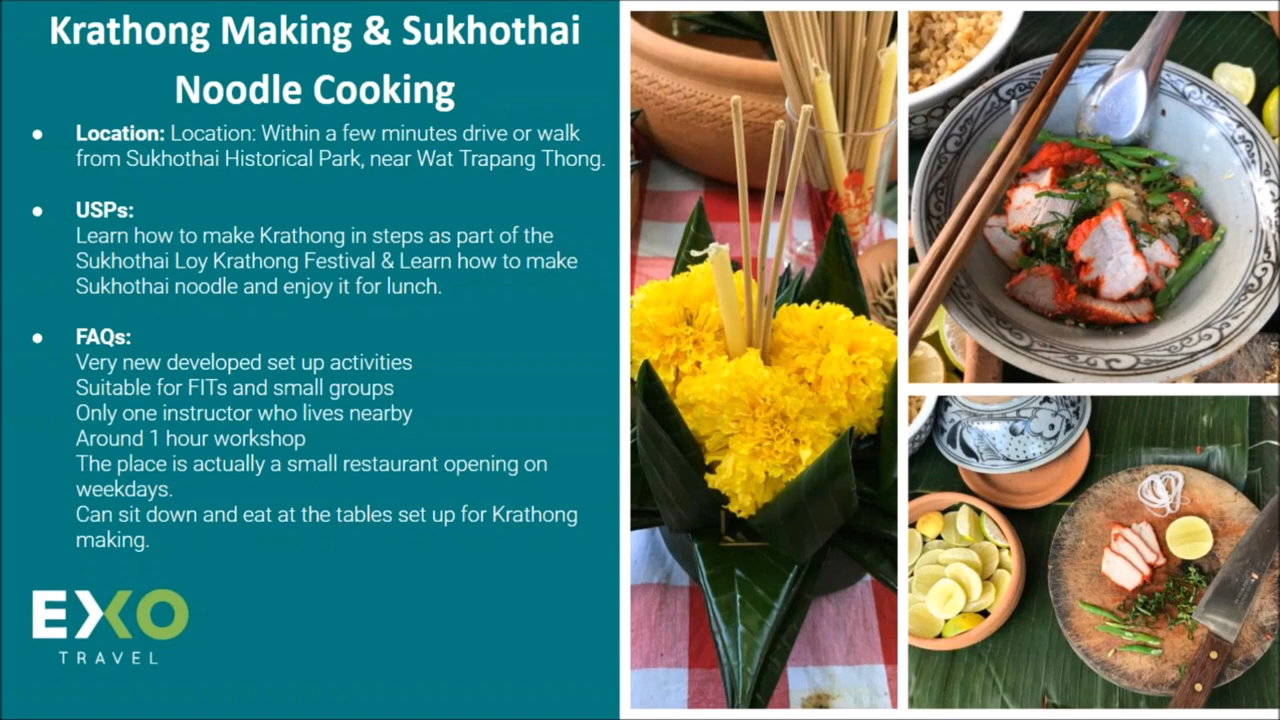 Krathong Making & Sukhothai
Noodle Cooking
● Location: Location: Within a few minutes drive or walk
from Sukhothai Historical Park, near Wat Trapang Thong.
● USPs:
Learn how to make Krathong in steps as part of the
Sukhothai Loy Krathong Festival & Learn how to make
Sukhothai noodle and enjoy it for lunch.
● FAQs:
Very new developed set up activities
Suitable for FITs and small groups
Only one instructor who lives nearby
Around 1 hour workshop
The place is actually a small restaurant opening on
weekdays.
Can sit down and eat at the tables set up for Krathong
making.
EXO
TRAVEL